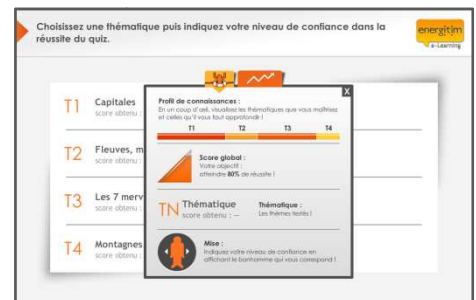 Choisissez une thématique puis indiquez votre niveau de confiance dans la
réussite du quiz.
energitim
e-Learning
T1 Capitales
score obtenu :
T2 Fleuves, m
score obtenu :
T3 Les 7 merv
score obtenu :
T4 Montagnes
score obtenu :
X
Profil de connaissances :
En un coup d'œil, visualisez les thématiques que vous maîtrisez
et celles qu'il vous faut approfondir !
T1 T2 T3 T4
Score global :
Votre objectif :
atteindre 80% de réussite !
TN Thématique
score obtenu : --
Thématique :
Les thèmes testés !
Mise :
Indiquez votre niveau de confiance en
affichant le bonhomme qui vous correspond !